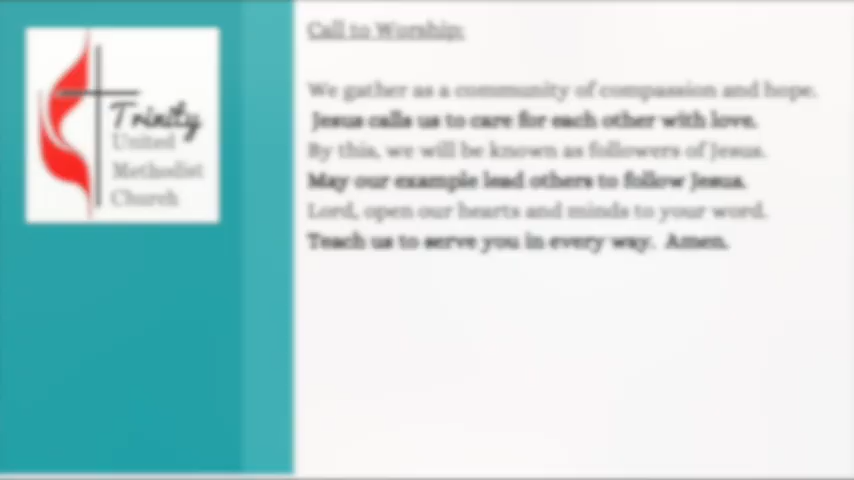 Trinity
United
Methodist
Church
Call to Worship:
We gather as a community of compassion and hope.
Jesus calls us to care for each other with love.
By this, we will be known as followers of Jesus.
May our example lead others to follow Jesus.
Lord, open our hearts and minds to your word.
Teach us to serve you in every way. Amen.